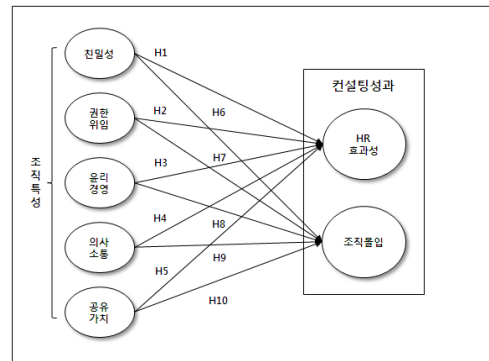 조직특성
친밀성
권한
위임
윤리
경영
의사
소통
공유
가치
H1
H2
H3
H4
H5
H6
H7
H8
H9
H10
컨설팅성과
HR
효과성
조직몰입